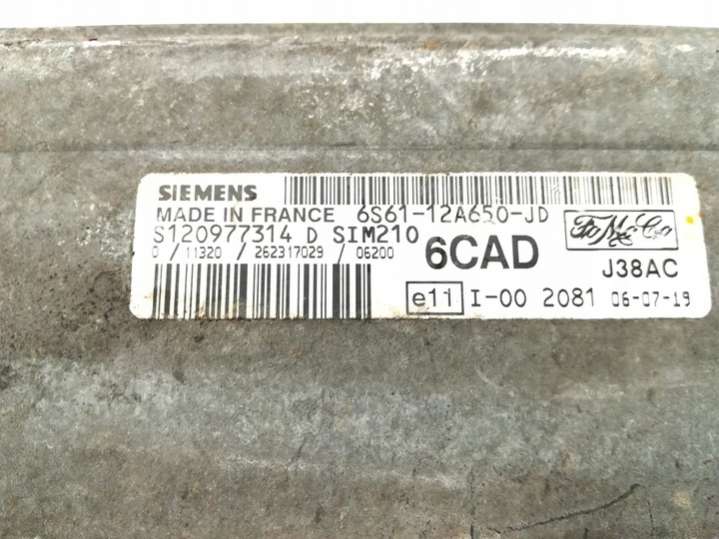 SIEMENS
MADE IN FRANCE 6S61-12A650-JD
S120977314 D SIM210
FoMoCo
0 / 11320 / 262317029 / 06200
6CAD
J38AC
e11 I-00 2081 06-07-19